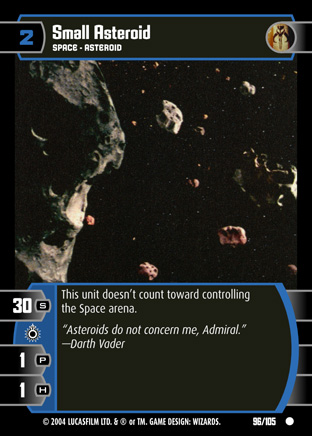 2
Small Asteroid
SPACE - ASTEROID
30 S
This unit doesn't count toward controlling
the Space arena.
"Asteroids do not concern me, Admiral."
—Darth Vader
1 P
1 H
© 2004 LUCASFILM LTD. & ® or TM. GAME DESIGN: WIZARDS.
96/105